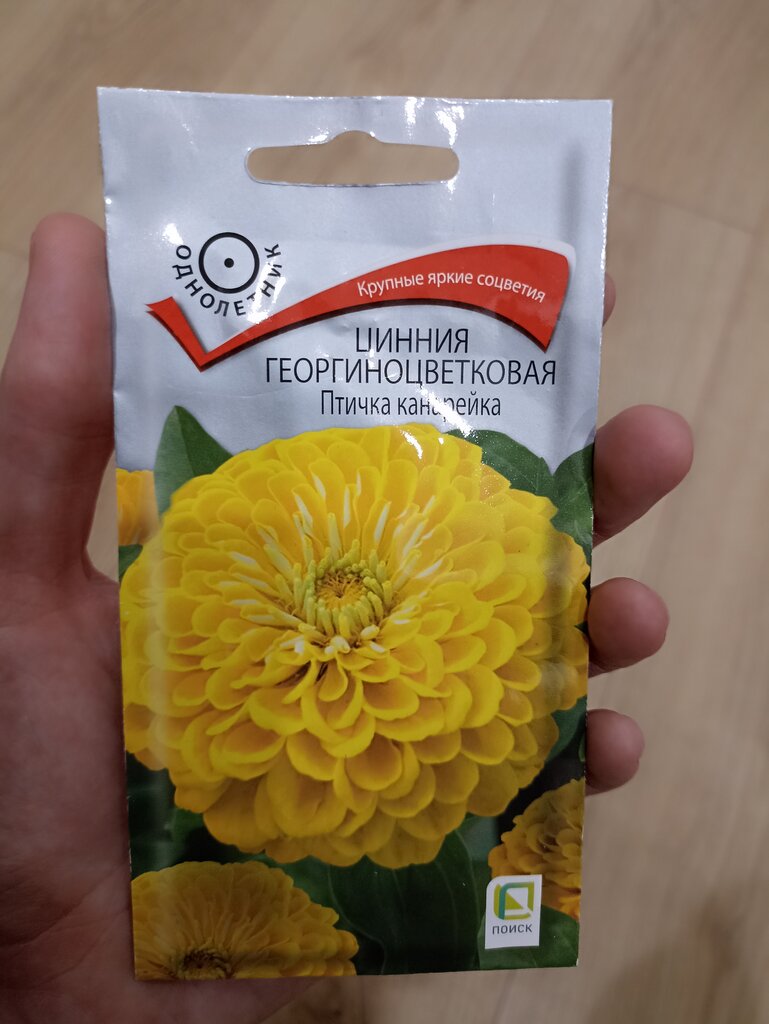 ОДНОЛЕТНИК
Крупные яркие соцветия
ЦИННИЯ
ГЕОРГИНОЦВЕТКОВАЯ
Птичка канарейка
ПОИСК